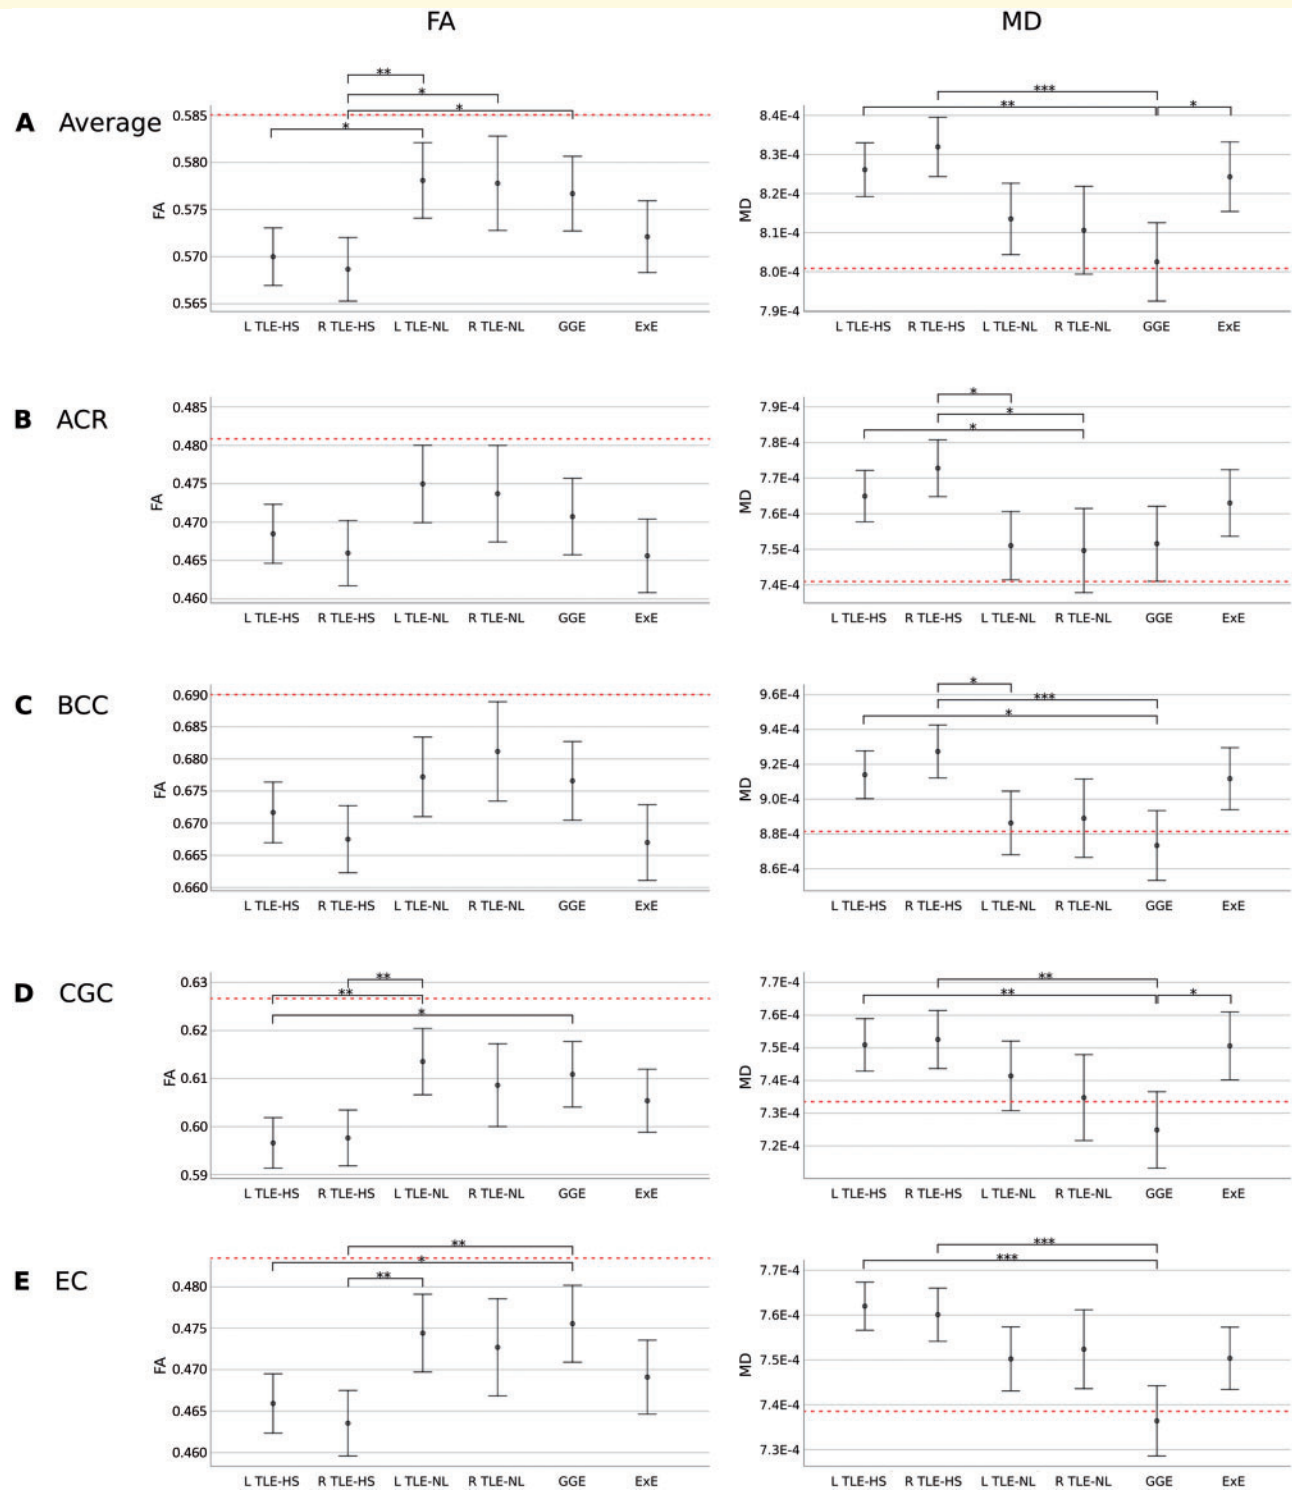 FA MD
A Average
** * * *
0.585
0.580
0.575
0.570
0.565
FA
L TLE-HS R TLE-HS L TLE-NL R TLE-NL GGE ExE
*** ** *
8.4E-4
8.3E-4
8.2E-4
8.1E-4
8.0E-4
7.9E-4
MD
L TLE-HS R TLE-HS L TLE-NL R TLE-NL GGE ExE
B ACR
0.485
0.480
0.475
0.470
0.465
0.460
FA
L TLE-HS R TLE-HS L TLE-NL R TLE-NL GGE ExE
* * *
7.9E-4
7.8E-4
7.7E-4
7.6E-4
7.5E-4
7.4E-4
MD
L TLE-HS R TLE-HS L TLE-NL R TLE-NL GGE ExE
C BCC
0.690
0.685
0.680
0.675
0.670
0.665
0.660
FA
L TLE-HS R TLE-HS L TLE-NL R TLE-NL GGE ExE
* *** *
9.6E-4
9.4E-4
9.2E-4
9.0E-4
8.8E-4
8.6E-4
MD
L TLE-HS R TLE-HS L TLE-NL R TLE-NL GGE ExE
D CGC
** ** *
0.63
0.62
0.61
0.60
0.59
FA
L TLE-HS R TLE-HS L TLE-NL R TLE-NL GGE ExE
** ** *
7.7E-4
7.6E-4
7.5E-4
7.4E-4
7.3E-4
7.2E-4
MD
L TLE-HS R TLE-HS L TLE-NL R TLE-NL GGE ExE
E EC
** * **
0.480
0.475
0.470
0.465
0.460
FA
L TLE-HS R TLE-HS L TLE-NL R TLE-NL GGE ExE
*** ***
7.7E-4
7.6E-4
7.5E-4
7.4E-4
7.3E-4
MD
L TLE-HS R TLE-HS L TLE-NL R TLE-NL GGE ExE